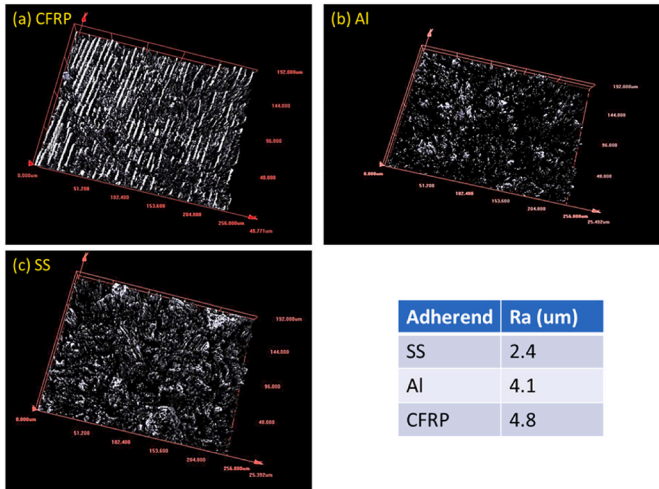 (a) CFRP
192.000um
144.000
96.000
48.000
0.000um
51.200
102.400
153.600
204.800
256.000um
49.771um
(b) Al
192.000um
144.000
96.000
48.000
0.000um
51.200
102.400
153.600
204.800
256.000um
25.402um
(c) SS
192.000um
144.000
96.000
48.000
0.000um
51.200
102.400
153.600
204.800
256.000um
25.392um
Adherend Ra (um)
SS 2.4
Al 4.1
CFRP 4.8